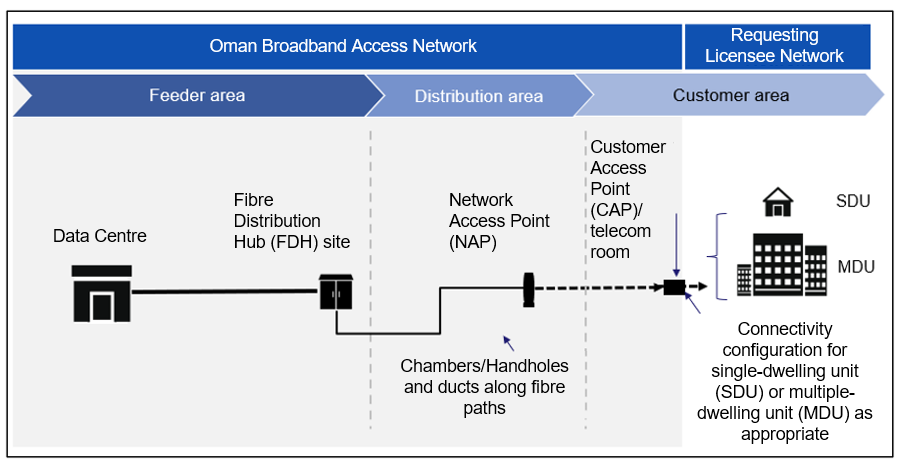 Oman Broadband Access Network
Requesting
Licensee Network
Feeder area
Distribution area
Customer area
Data Centre
Fibre
Distribution
Hub (FDH) site
Network
Access Point
(NAP)
Customer
Access
Point
(CAP)/
telecom
room
SDU
MDU
Chambers/Handholes
and ducts along fibre
paths
Connectivity
configuration for
single-dwelling unit
(SDU) or multiple-
dwelling unit (MDU) as
appropriate